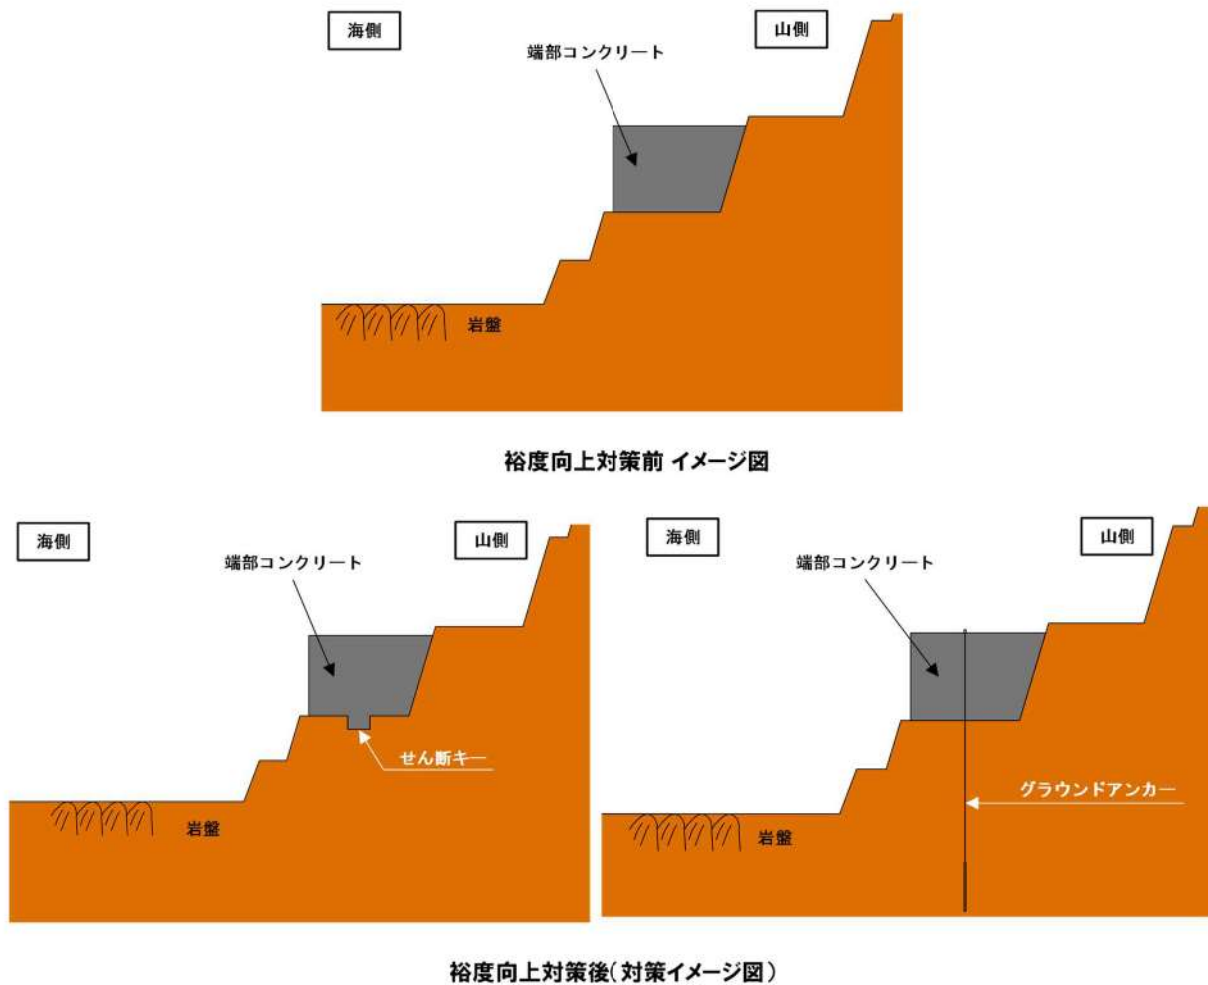 海側
山側
端部コンクリート
岩盤
裕度向上対策前 イメージ図
海側
山側
端部コンクリート
せん断キー
岩盤
海側
山側
端部コンクリート
グラウンドアンカー
岩盤
裕度向上対策後(対策イメージ図)